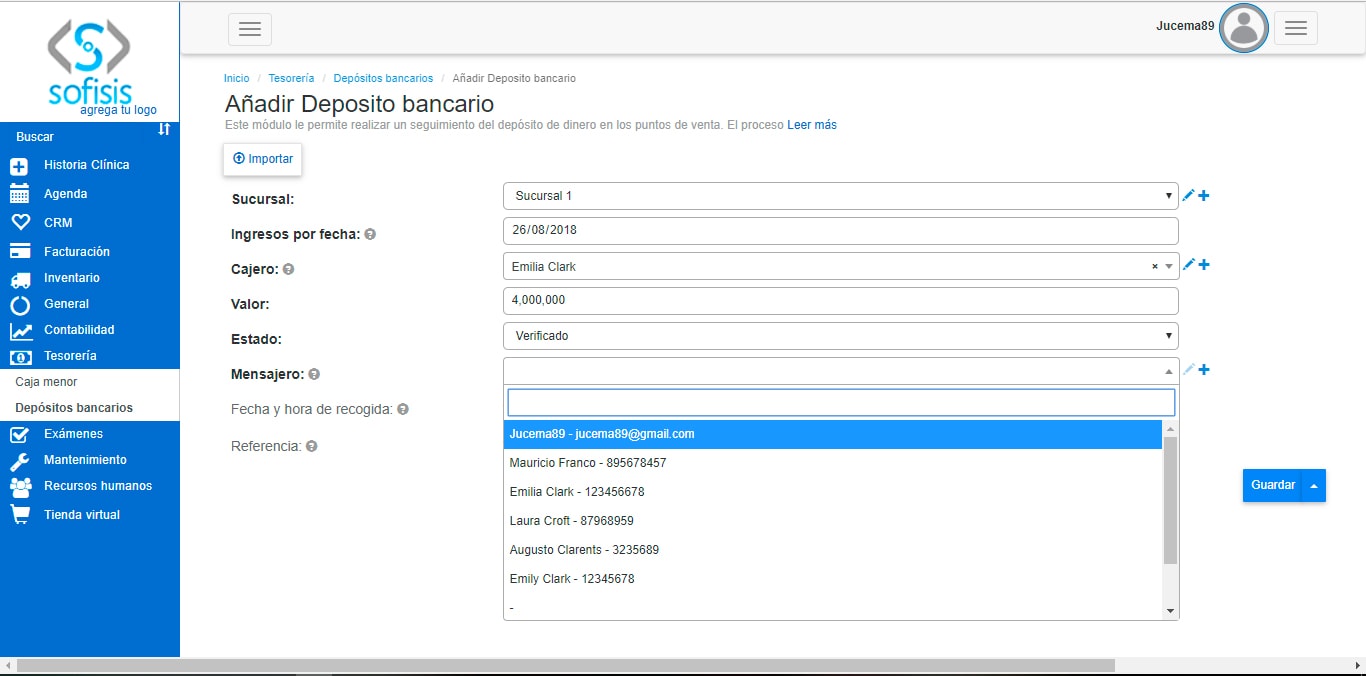 sofisis
agrega tu logo
Jucema89
Buscar
Historia Clínica
Agenda
CRM
Facturación
Inventario
General
Contabilidad
Tesorería
Caja menor
Depósitos bancarios
Exámenes
Mantenimiento
Recursos humanos
Tienda virtual
Inicio / Tesorería / Depósitos bancarios / Añadir Deposito bancario
Añadir Deposito bancario
Este módulo le permite realizar un seguimiento del depósito de dinero en los puntos de venta. El proceso Leer más
Importar
Sucursal: Sucursal 1
Ingresos por fecha: 26/08/2018
Cajero: Emilia Clark ×
Valor: 4,000,000
Estado: Verificado
Mensajero:
Fecha y hora de recogida:
Referencia:
Jucema89 - jucema89@gmail.com
Mauricio Franco - 895678457
Emilia Clark - 123456678
Laura Croft - 87968959
Augusto Clarents - 3235689
Emily Clark - 12345678
-
Guardar